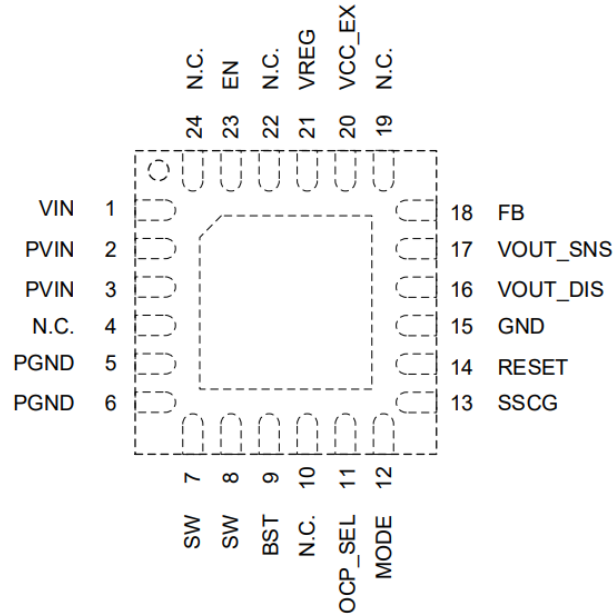 N.C. EN N.C. VREG VCC_EX N.C.
24 23 22 21 20 19
VIN 1
PVIN 2
PVIN 3
N.C. 4
PGND 5
PGND 6
18 FB
17 VOUT_SNS
16 VOUT_DIS
15 GND
14 RESET
13 SSCG
7 8 9 10 11 12
SW SW BST N.C. OCP_SEL MODE